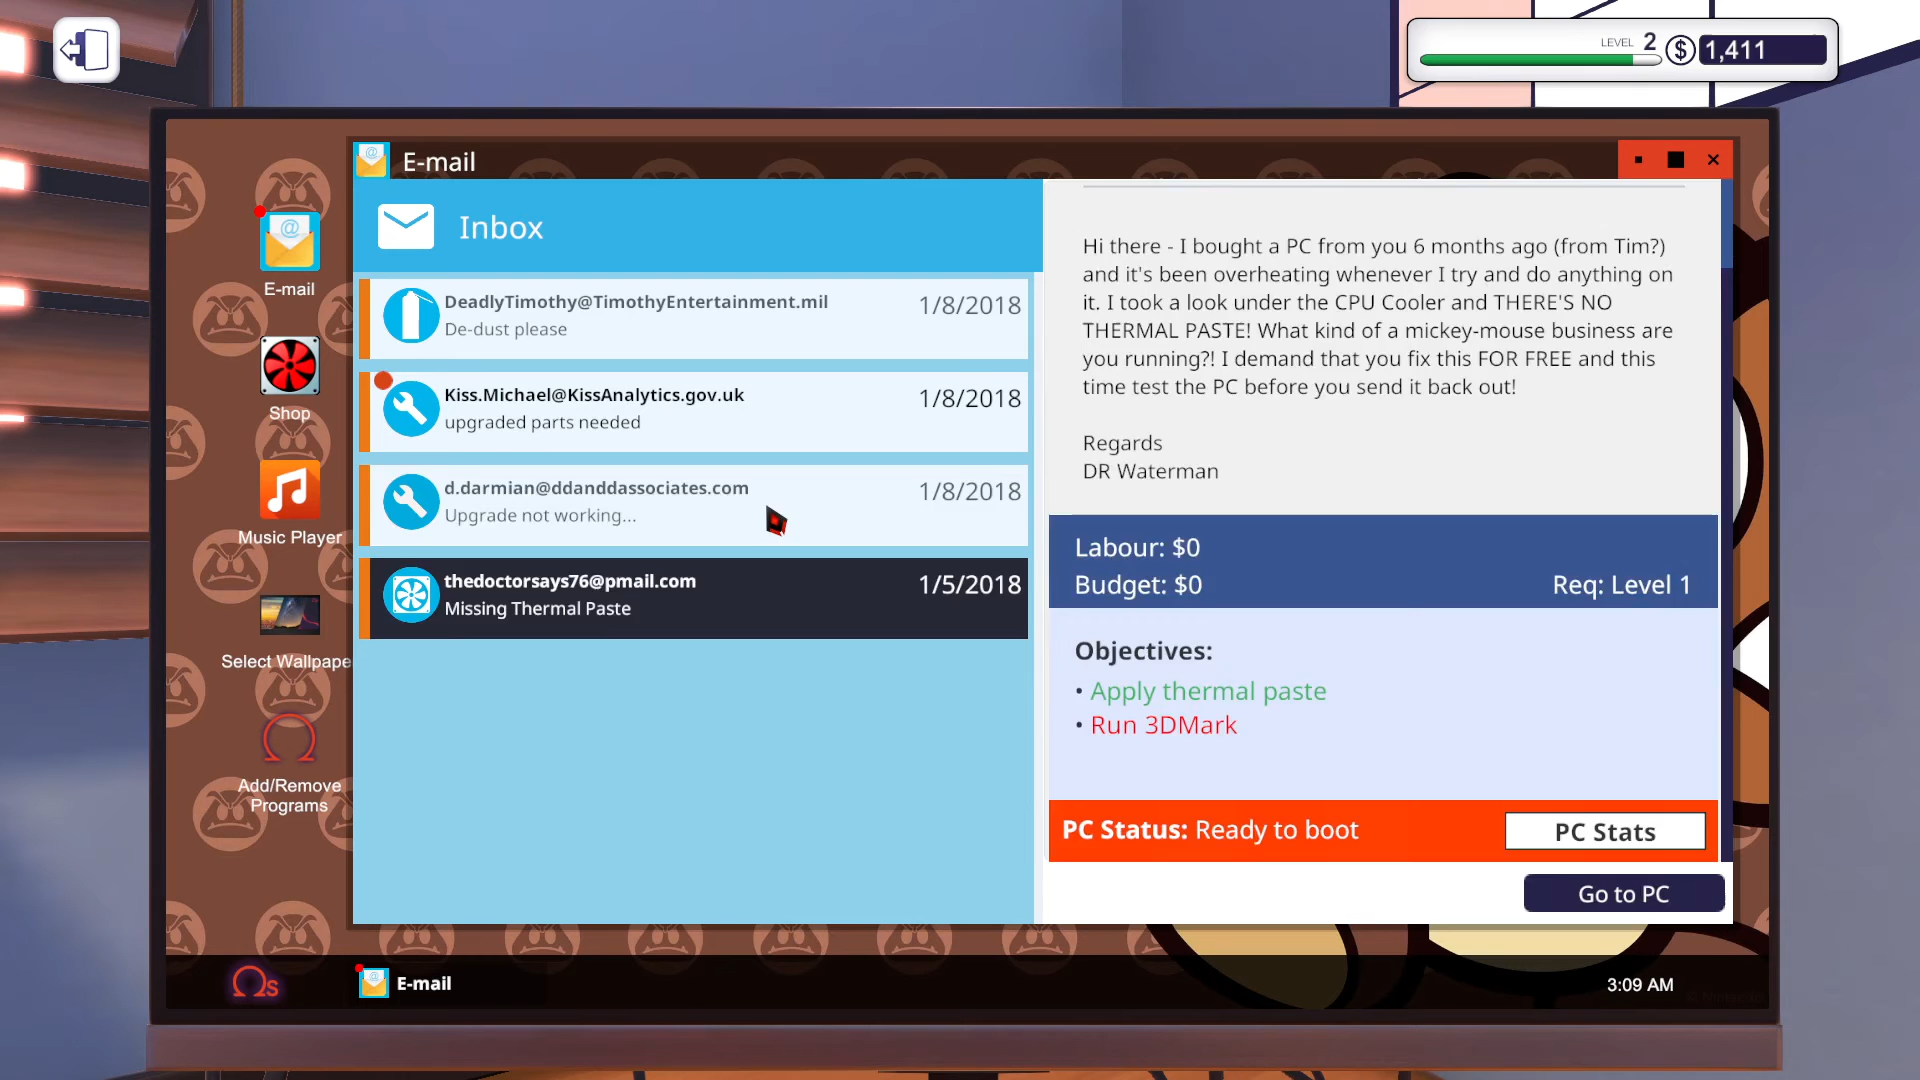 LEVEL 2 $ 1,411
E-mail
Inbox
DeadlyTimothy@TimothyEntertainment.mil 1/8/2018
De-dust please
Kiss.Michael@KissAnalytics.gov.uk 1/8/2018
upgraded parts needed
d.darmian@ddanddassociates.com 1/8/2018
Upgrade not working...
thedoctorsays76@pmail.com 1/5/2018
Missing Thermal Paste
Hi there - I bought a PC from you 6 months ago (from Tim?)
and it's been overheating whenever I try and do anything on
it. I took a look under the CPU Cooler and THERE'S NO
THERMAL PASTE! What kind of a mickey-mouse business are
you running?! I demand that you fix this FOR FREE and this
time test the PC before you send it back out!
Regards
DR Waterman
Labour: $0
Budget: $0 Req: Level 1
Objectives:
• Apply thermal paste
• Run 3DMark
PC Status: Ready to boot PC Stats
Go to PC
E-mail
Shop
Music Player
Select Wallpape
Add/Remove
Programs
Ωs E-mail 3:09 AM